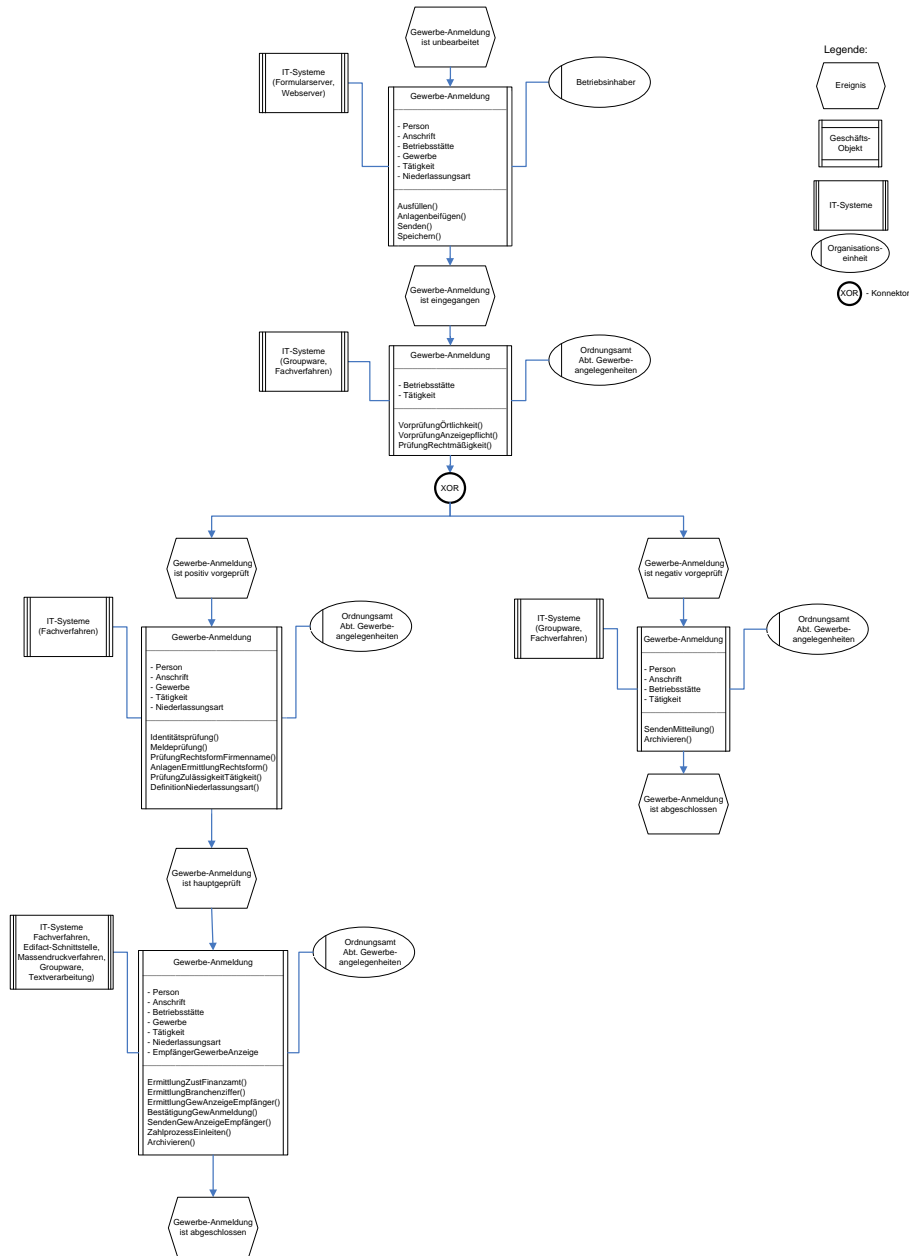 Gewerbe-Anmeldung
ist unbearbeitet
IT-Systeme
(Formularserver,
Webserver)
Betriebsinhaber
Gewerbe-Anmeldung
- Person
- Anschrift
- Betriebsstätte
- Gewerbe
- Tätigkeit
- Niederlassungsart
Ausfüllen()
Anlagenbeifügen()
Senden()
Speichern()
Legende:
Ereignis
Geschäfts-
Objekt
IT-Systeme
Organisations-
einheit
XOR - Konnektor
Gewerbe-Anmeldung
ist eingegangen
IT-Systeme
(Groupware,
Fachverfahren)
Ordnungsamt
Abt. Gewerbe-
angelegenheiten
Gewerbe-Anmeldung
- Betriebsstätte
- Tätigkeit
VorprüfungÖrtlichkeit()
VorprüfungAnzeigepflicht()
PrüfungRechtmäßigkeit()
XOR
Gewerbe-Anmeldung
ist positiv vorgeprüft
IT-Systeme
(Fachverfahren)
Ordnungsamt
Abt. Gewerbe-
angelegenheiten
Gewerbe-Anmeldung
- Person
- Anschrift
- Gewerbe
- Tätigkeit
- Niederlassungsart
Identitätsprüfung()
Meldeprüfung()
PrüfungRechtsformFirmenname()
AnlagenErmittlungRechtsform()
PrüfungZulässigkeitTätigkeit()
DefinitionNiederlassungsart()
Gewerbe-Anmeldung
ist negativ vorgeprüft
IT-Systeme
(Groupware,
Fachverfahren)
Ordnungsamt
Abt. Gewerbe-
angelegenheiten
Gewerbe-Anmeldung
- Person
- Anschrift
- Betriebsstätte
- Tätigkeit
SendenMitteilung()
Archivieren()
Gewerbe-Anmeldung
ist abgeschlossen
Gewerbe-Anmeldung
ist hauptgeprüft
IT-Systeme
Fachverfahren,
Edifact-Schnittstelle,
Massendruckverfahren,
Groupware,
Textverarbeitung)
Ordnungsamt
Abt. Gewerbe-
angelegenheiten
Gewerbe-Anmeldung
- Person
- Anschrift
- Betriebsstätte
- Gewerbe
- Tätigkeit
- Niederlassungsart
- EmpfängerGewerbeAnzeige
ErmittlungZustFinanzamt()
ErmittlungBranchenziffer()
ErmittlungGewAnzeigeEmpfänger()
BestätigungGewAnmeldung()
SendenGewAnzeigeEmpfänger()
ZahlprozessEinleiten()
Archivieren()
Gewerbe-Anmeldung
ist abgeschlossen